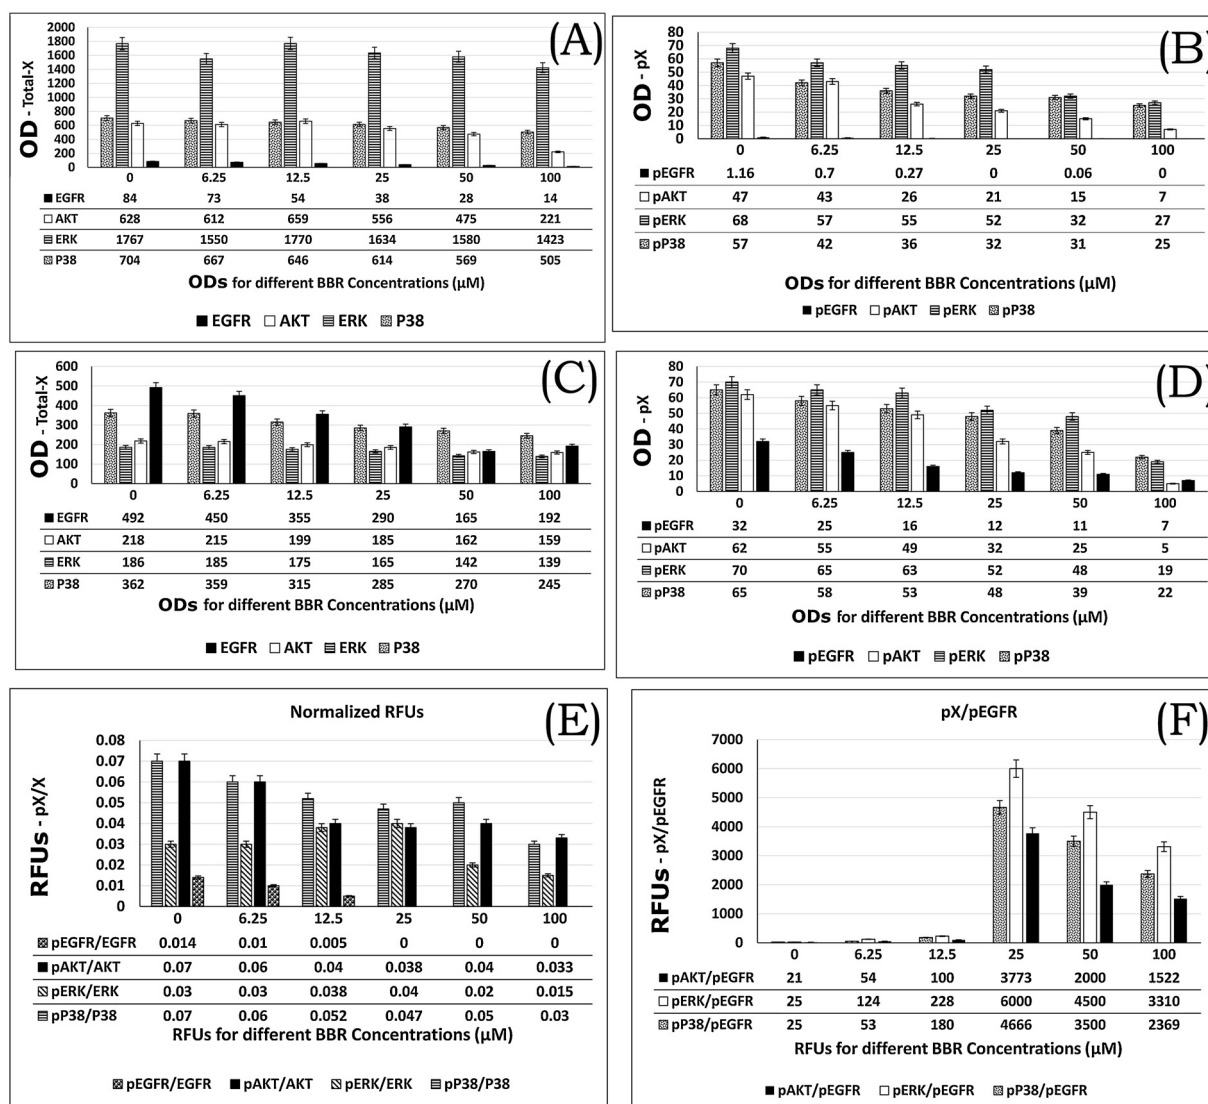 (A)
OD - Total-X
2000
1800
1600
1400
1200
1000
800
600
400
200
0
0 6.25 12.5 25 50 100
EGFR 84 73 54 38 28 14
AKT 628 612 659 556 475 221
ERK 1767 1550 1770 1634 1580 1423
P38 704 667 646 614 569 505
ODs for different BBR Concentrations (µM)
EGFR AKT ERK P38
(B)
OD - pX
80
70
60
50
40
30
20
10
0
0 6.25 12.5 25 50 100
pEGFR 1.16 0.7 0.27 0 0.06 0
pAKT 47 43 26 21 15 7
pERK 68 57 55 52 32 27
pP38 57 42 36 32 31 25
ODs for different BBR Concentrations (µM)
pEGFR pAKT pERK pP38
(C)
OD - Total-X
600
500
400
300
200
100
0
0 6.25 12.5 25 50 100
EGFR 492 450 355 290 165 192
AKT 218 215 199 185 162 159
ERK 186 185 175 165 142 139
P38 362 359 315 285 270 245
ODs for different BBR Concentrations (µM)
EGFR AKT ERK P38
(D)
OD - pX
80
70
60
50
40
30
20
10
0
0 6.25 12.5 25 50 100
pEGFR 32 25 16 12 11 7
pAKT 62 55 49 32 25 5
pERK 70 65 63 52 48 19
pP38 65 58 53 48 39 22
ODs for different BBR Concentrations (µM)
pEGFR pAKT pERK pP38
Normalized RFUs
(E)
RFUs - pX/X
0.08
0.07
0.06
0.05
0.04
0.03
0.02
0.01
0
0 6.25 12.5 25 50 100
pEGFR/EGFR 0.014 0.01 0.005 0 0 0
pAKT/AKT 0.07 0.06 0.04 0.038 0.04 0.033
pERK/ERK 0.03 0.03 0.038 0.04 0.02 0.015
pP38/P38 0.07 0.06 0.052 0.047 0.05 0.03
RFUs for different BBR Concentrations (µM)
pEGFR/EGFR pAKT/AKT pERK/ERK pP38/P38
pX/pEGFR
(F)
RFUs - pX/pEGFR
7000
6000
5000
4000
3000
2000
1000
0
0 6.25 12.5 25 50 100
pAKT/pEGFR 21 54 100 3773 2000 1522
pERK/pEGFR 25 124 228 6000 4500 3310
pP38/pEGFR 25 53 180 4666 3500 2369
RFUs for different BBR Concentrations (µM)
pAKT/pEGFR pERK/pEGFR pP38/pEGFR